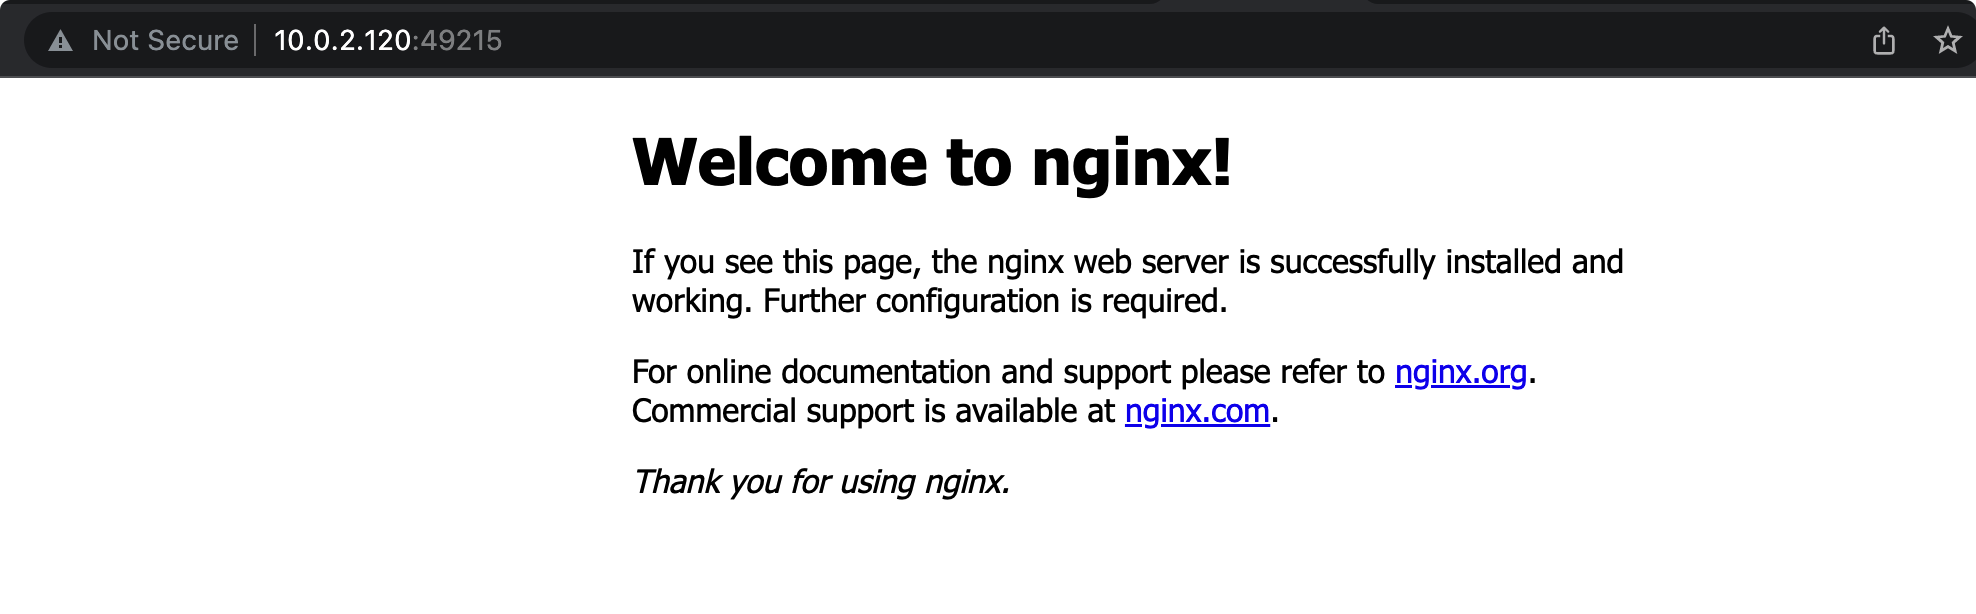 Not Secure | 10.0.2.120:49215
Welcome to nginx!
If you see this page, the nginx web server is successfully installed and
working. Further configuration is required.
For online documentation and support please refer to nginx.org.
Commercial support is available at nginx.com.
Thank you for using nginx.